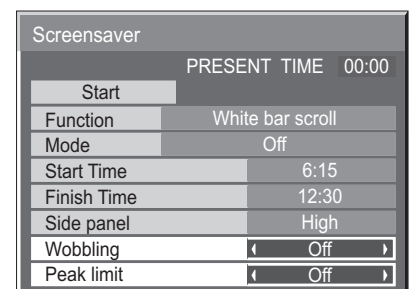 Screensaver
PRESENT TIME 00:00
Start
Function White bar scroll
Mode Off
Start Time 6:15
Finish Time 12:30
Side panel High
Wobbling Off
Peak limit Off